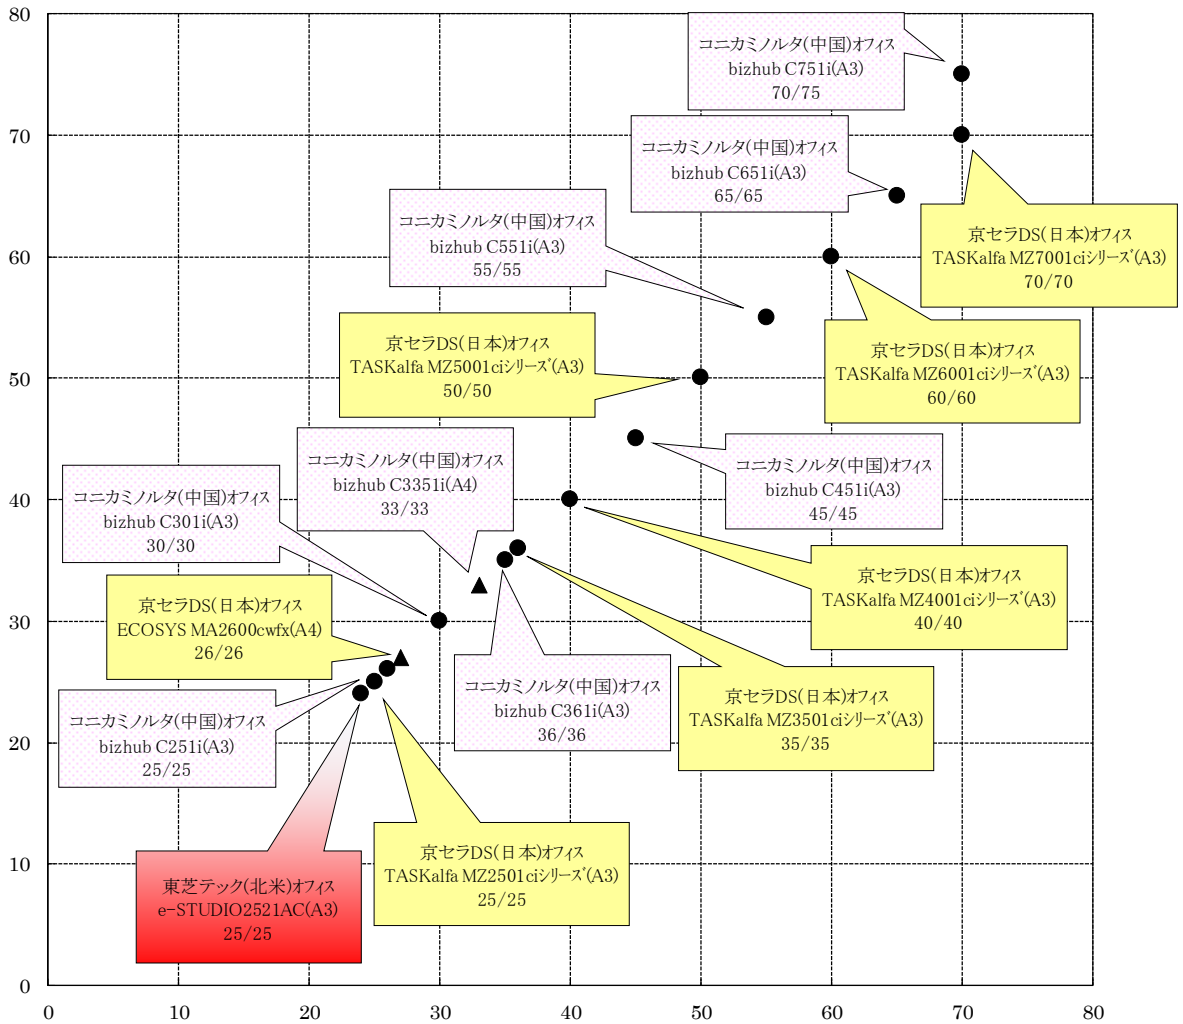 80
70
60
50
40
30
20
10
0
0
10
20
30
40
50
60
70
80
コニカミノルタ(中国)オフィス
bizhub C751i(A3)
70/75
コニカミノルタ(中国)オフィス
bizhub C651i(A3)
65/65
コニカミノルタ(中国)オフィス
bizhub C551i(A3)
55/55
京セラDS(日本)オフィス
TASKalfa MZ7001ciシリーズ(A3)
70/70
京セラDS(日本)オフィス
TASKalfa MZ5001ciシリーズ(A3)
50/50
京セラDS(日本)オフィス
TASKalfa MZ6001ciシリーズ(A3)
60/60
コニカミノルタ(中国)オフィス
bizhub C3351i(A4)
33/33
コニカミノルタ(中国)オフィス
bizhub C451i(A3)
45/45
コニカミノルタ(中国)オフィス
bizhub C301i(A3)
30/30
京セラDS(日本)オフィス
TASKalfa MZ4001ciシリーズ(A3)
40/40
京セラDS(日本)オフィス
ECOSYS MA2600cwfx(A4)
26/26
コニカミノルタ(中国)オフィス
bizhub C361i(A3)
36/36
京セラDS(日本)オフィス
TASKalfa MZ3501ciシリーズ(A3)
35/35
コニカミノルタ(中国)オフィス
bizhub C251i(A3)
25/25
京セラDS(日本)オフィス
TASKalfa MZ2501ciシリーズ(A3)
25/25
東芝テック(北米)オフィス
e-STUDIO2521AC(A3)
25/25